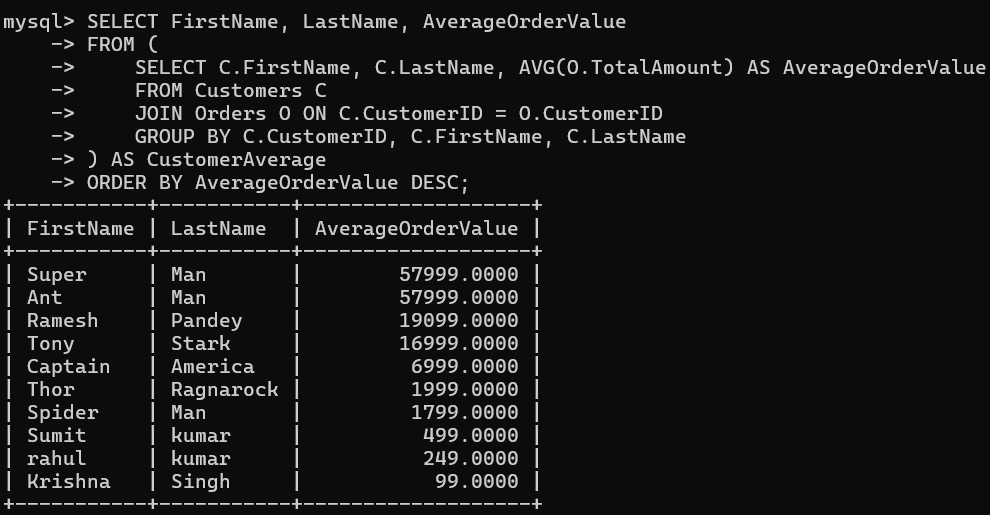 mysql> SELECT FirstName, LastName, AverageOrderValue
    -> FROM (
    ->     SELECT C.FirstName, C.LastName, AVG(O.TotalAmount) AS AverageOrderValue
    ->     FROM Customers C
    ->     JOIN Orders O ON C.CustomerID = O.CustomerID
    ->     GROUP BY C.CustomerID, C.FirstName, C.LastName
    -> ) AS CustomerAverage
    -> ORDER BY AverageOrderValue DESC;
+-----------+-----------+-------------------+
| FirstName | LastName  | AverageOrderValue |
+-----------+-----------+-------------------+
| Super     | Man       |        57999.0000 |
| Ant       | Man       |        57999.0000 |
| Ramesh    | Pandey    |        19099.0000 |
| Tony      | Stark     |        16999.0000 |
| Captain   | America   |         6999.0000 |
| Thor      | Ragnarock |         1999.0000 |
| Spider    | Man       |         1799.0000 |
| Sumit     | kumar     |          499.0000 |
| rahul     | kumar     |          249.0000 |
| Krishna   | Singh     |           99.0000 |
+-----------+-----------+-------------------+